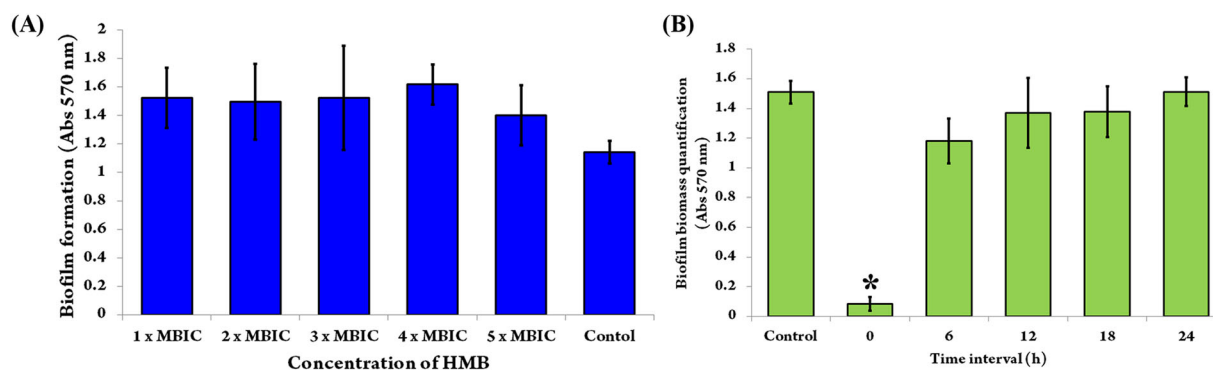 (A)
Biofilm formation (Abs 570 nm)
2
1.8
1.6
1.4
1.2
1
0.8
0.6
0.4
0.2
0
1 x MBIC 2 x MBIC 3 x MBIC 4 x MBIC 5 x MBIC Contol
Concentration of HMB
(B)
Biofilm biomass quantification
(Abs 570 nm)
1.8
1.6
1.4
1.2
1
0.8
0.6
0.4
0.2
0
*
Control 0 6 12 18 24
Time interval (h)